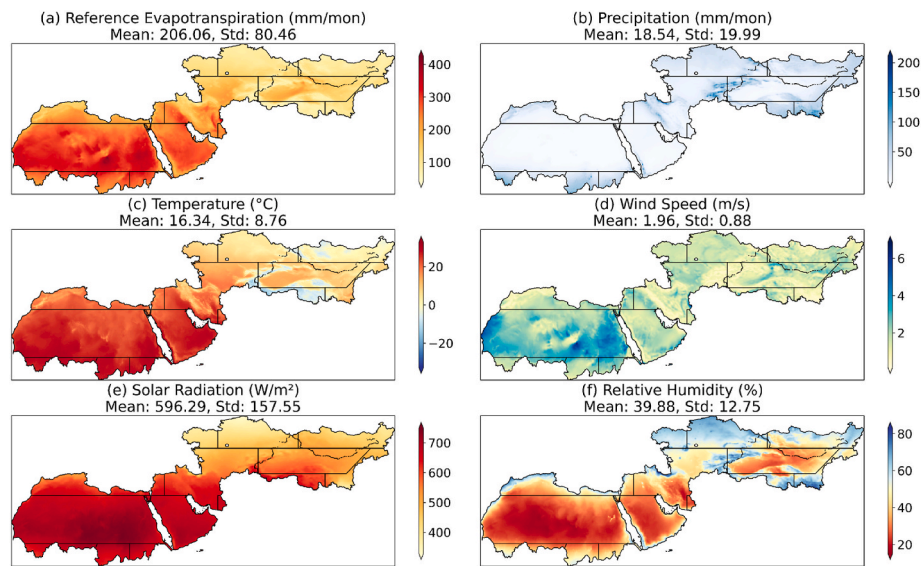 (a) Reference Evapotranspiration (mm/mon)
Mean: 206.06, Std: 80.46
400
300
200
100
(b) Precipitation (mm/mon)
Mean: 18.54, Std: 19.99
200
150
100
50
(c) Temperature (°C)
Mean: 16.34, Std: 8.76
20
0
−20
(d) Wind Speed (m/s)
Mean: 1.96, Std: 0.88
6
4
2
(e) Solar Radiation (W/m²)
Mean: 596.29, Std: 157.55
700
600
500
400
(f) Relative Humidity (%)
Mean: 39.88, Std: 12.75
80
60
40
20